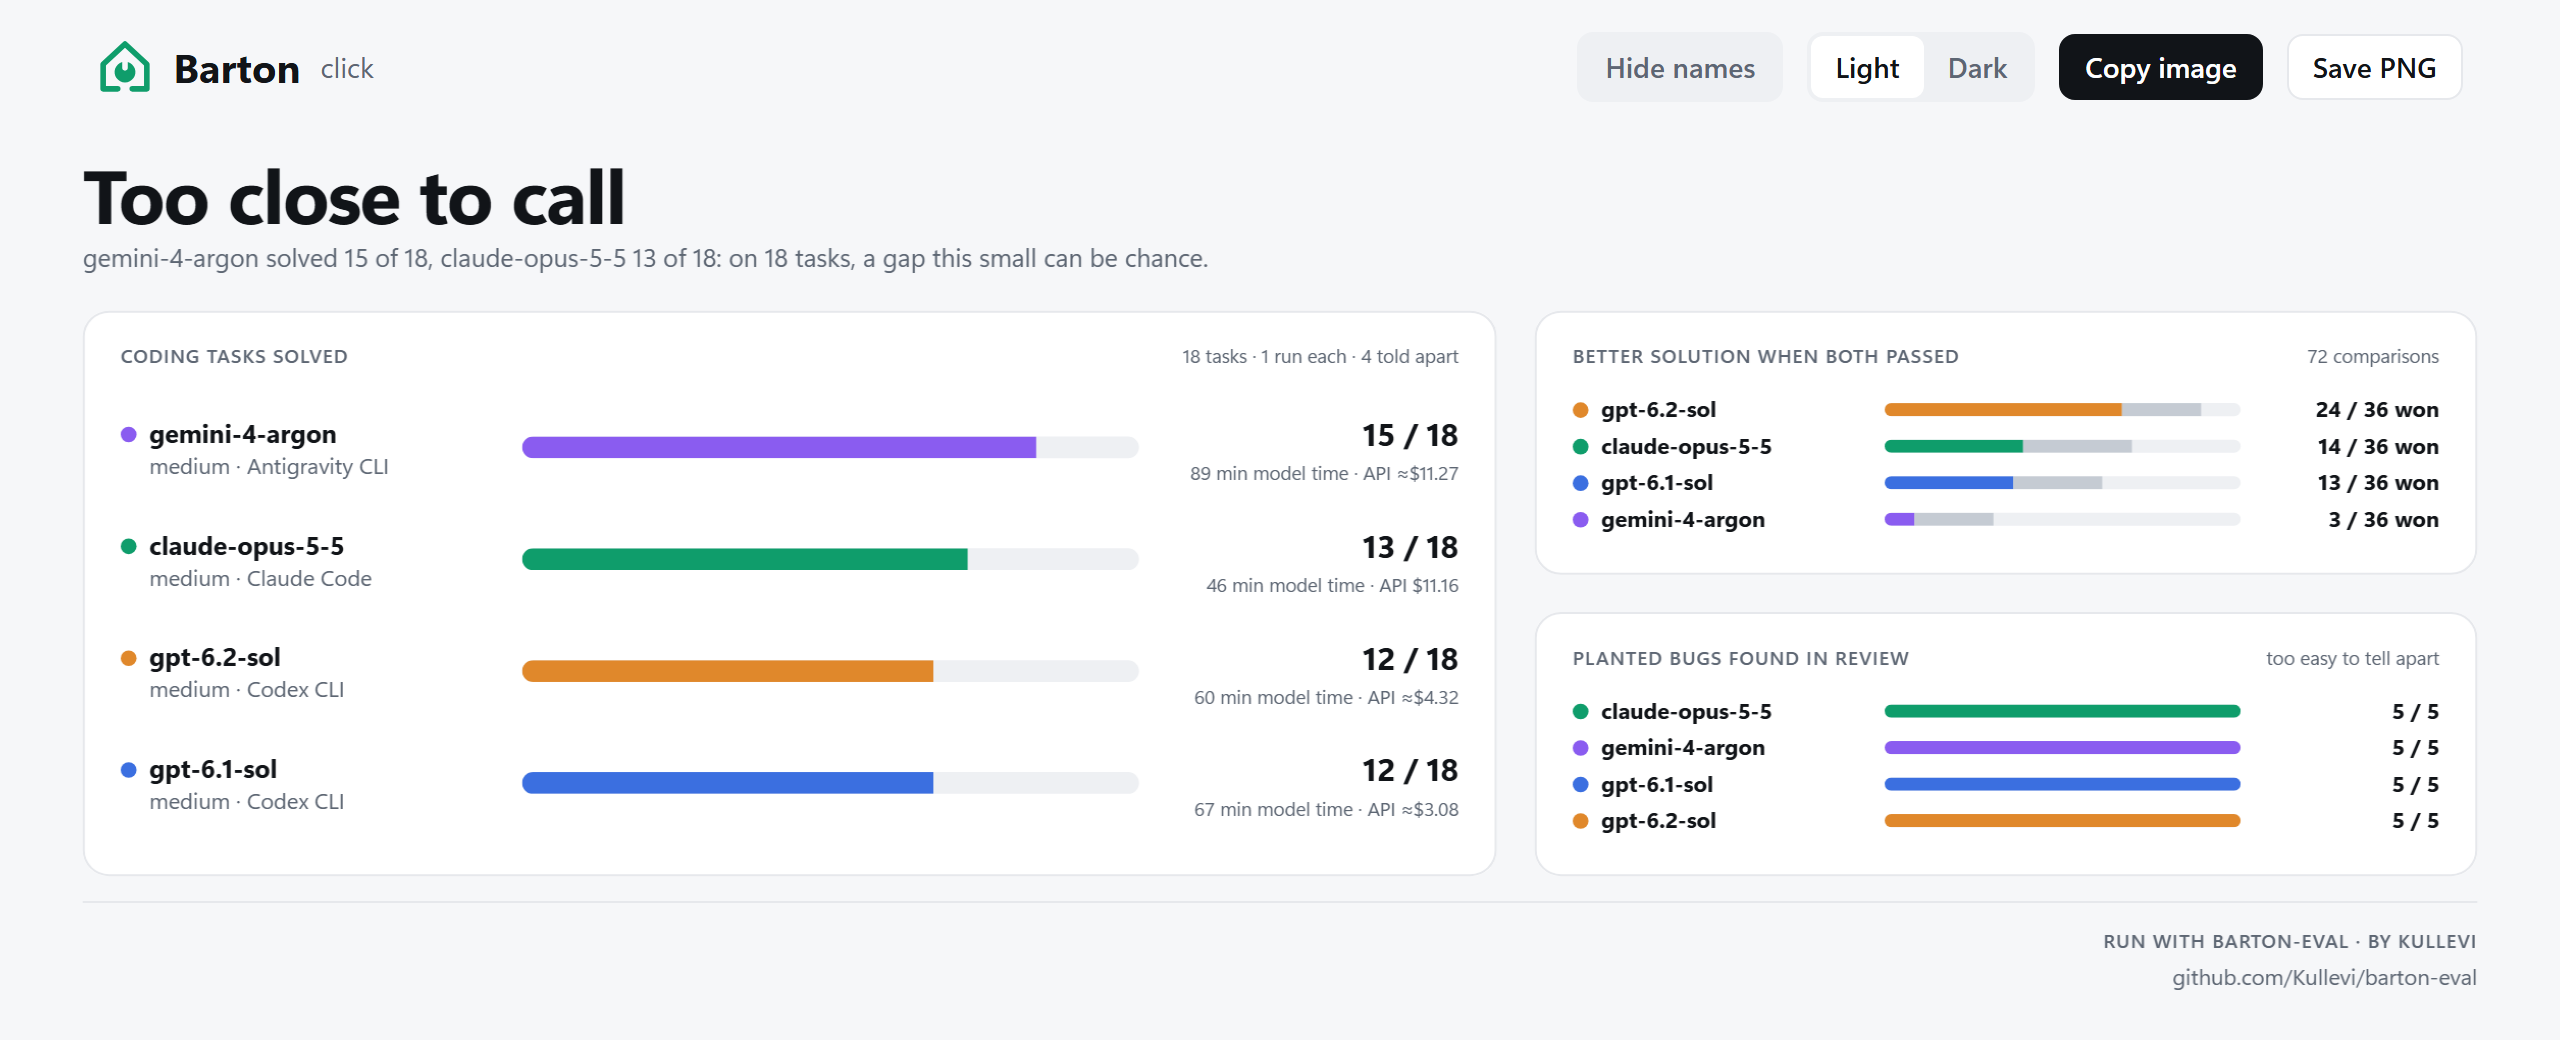 Barton click
Hide names
Light Dark
Copy image
Save PNG
Too close to call
gemini-4-argon solved 15 of 18, claude-opus-5-5 13 of 18: on 18 tasks, a gap this small can be chance.
CODING TASKS SOLVED
18 tasks · 1 run each · 4 told apart
gemini-4-argon
medium · Antigravity CLI
15 / 18
89 min model time · API ≈$11.27
claude-opus-5-5
medium · Claude Code
13 / 18
46 min model time · API $11.16
gpt-6.2-sol
medium · Codex CLI
12 / 18
60 min model time · API ≈$4.32
gpt-6.1-sol
medium · Codex CLI
12 / 18
67 min model time · API ≈$3.08
BETTER SOLUTION WHEN BOTH PASSED
72 comparisons
gpt-6.2-sol 24 / 36 won
claude-opus-5-5 14 / 36 won
gpt-6.1-sol 13 / 36 won
gemini-4-argon 3 / 36 won
PLANTED BUGS FOUND IN REVIEW
too easy to tell apart
claude-opus-5-5 5 / 5
gemini-4-argon 5 / 5
gpt-6.1-sol 5 / 5
gpt-6.2-sol 5 / 5
RUN WITH BARTON-EVAL · BY KULLEVI
github.com/Kullevi/barton-eval